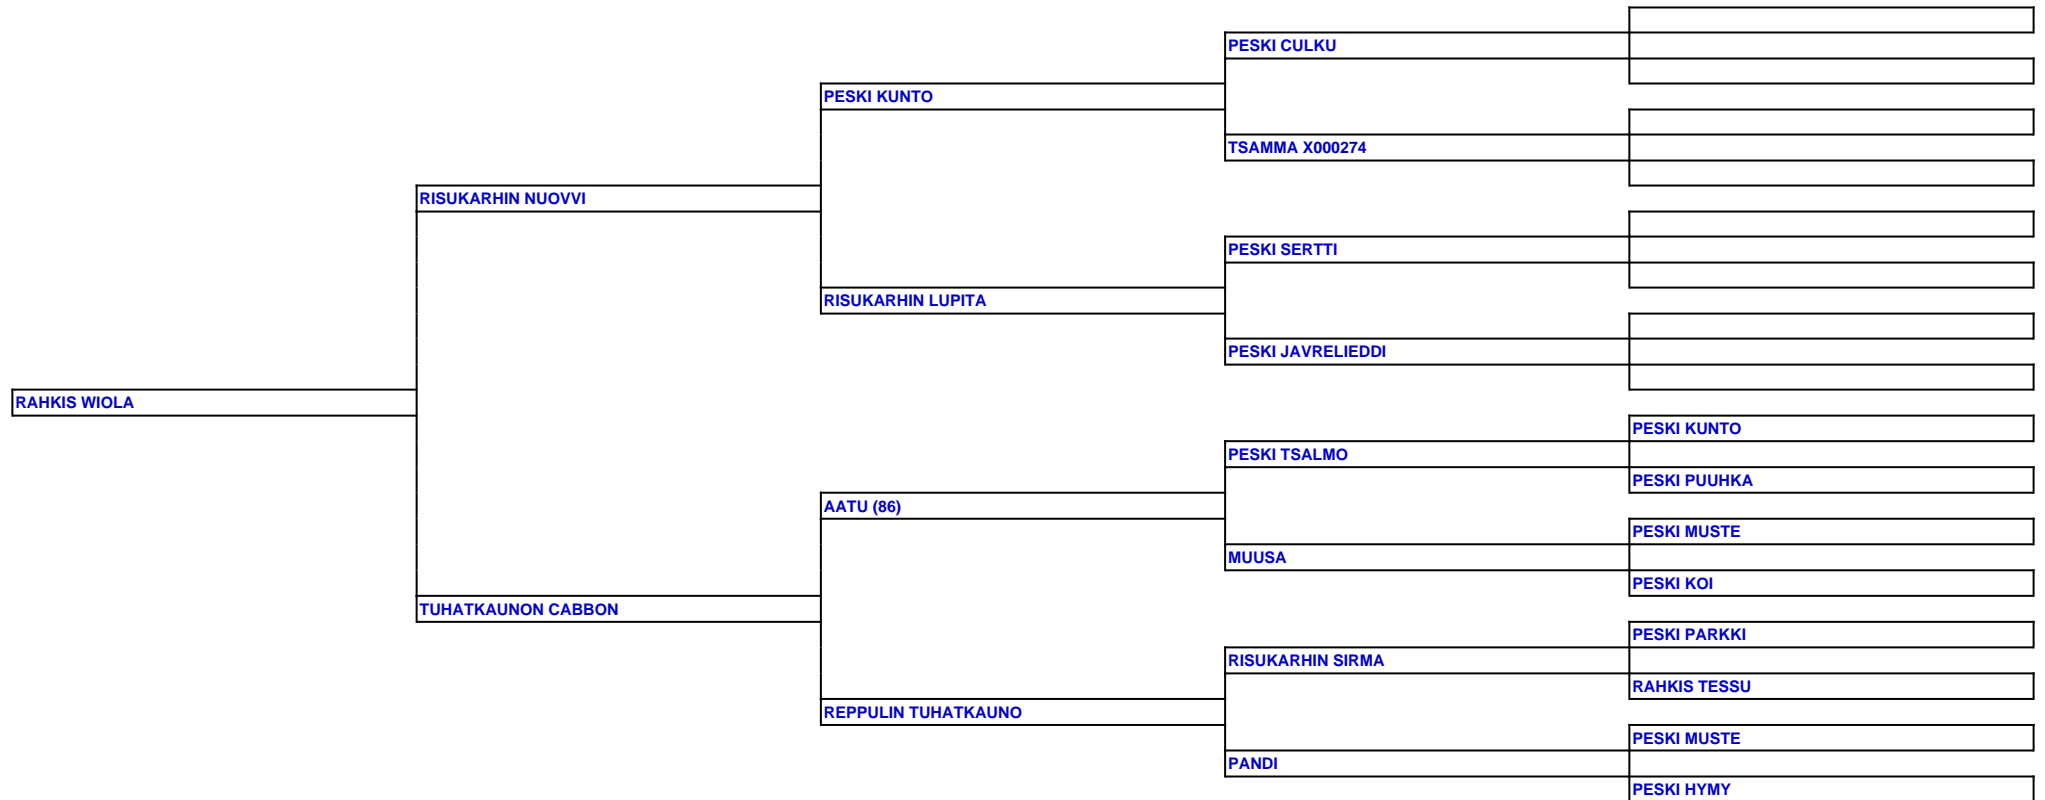 PESKI CULKU
PESKI KUNTO
TSAMMA X000274
RISUKARHIN NUOVVI
PESKI SERTTI
RISUKARHIN LUPITA
PESKI JAVRELIEDDI
RAHKIS WIOLA
PESKI KUNTO
PESKI TSALMO
PESKI PUUHKA
AATU (86)
PESKI MUSTE
MUUSA
PESKI KOI
TUHATKAUNON CABBON
PESKI PARKKI
RISUKARHIN SIRMA
RAHKIS TESSU
REPPULIN TUHATKAUNO
PESKI MUSTE
PANDI
PESKI HYMY